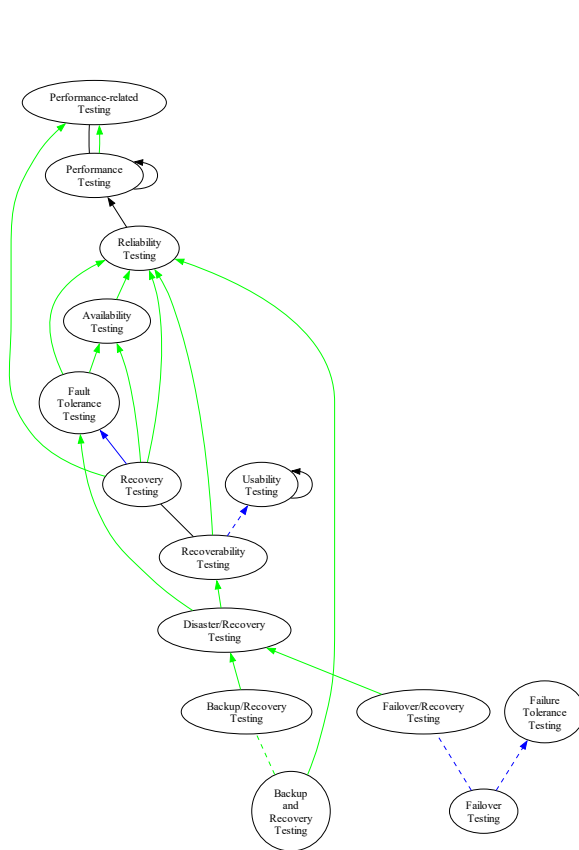 Performance-related
Testing
Performance
Testing
Reliability
Testing
Availability
Testing
Fault
Tolerance
Testing
Recovery
Testing
Usability
Testing
Recoverability
Testing
Disaster/Recovery
Testing
Backup/Recovery
Testing
Failover/Recovery
Testing
Failure
Tolerance
Testing
Backup
and
Recovery
Testing
Failover
Testing